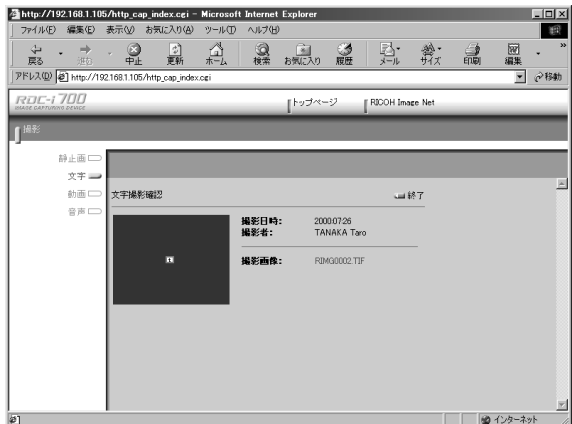 http://192.168.1.105/http_cap_index.cgi - Microsoft Internet Explorer
ファイル(F) 編集(E) 表示(V) お気に入り(A) ツール(T) ヘルプ(H)
戻る 進む 中止 更新 ホーム 検索 お気に入り 履歴 メール サイズ 印刷 編集 »
アドレス(D) http://192.168.1.105/http_cap_index.cgi 移動
RDC-i700
IMAGE CAPTURING DEVICE
トップページ RICOH Image Net
撮影
静止画
文字
動画
音声
文字撮影確認 終了
撮影日時: 2000.07.26
撮影者: TANAKA Taro
撮影画像: RIMG0002.TIF
インターネット